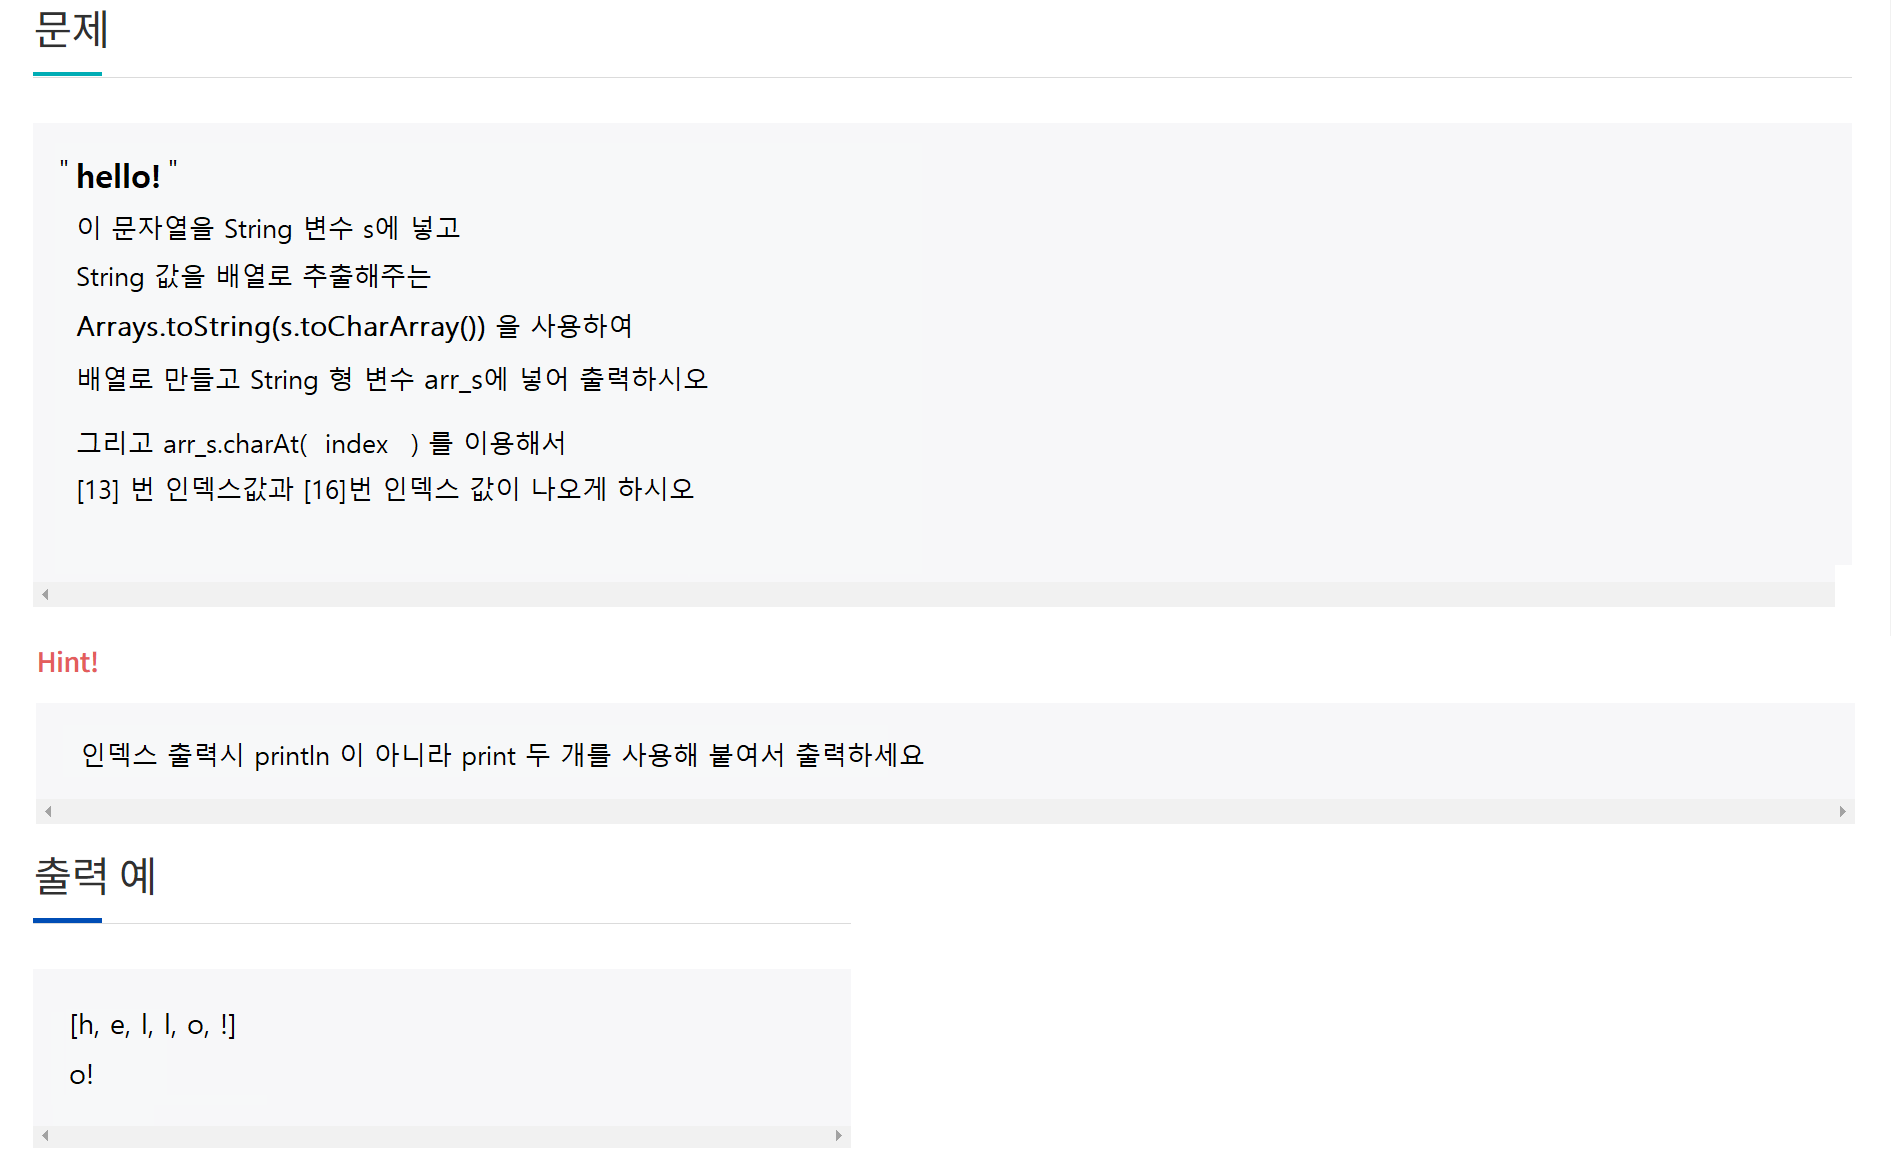 문제
" hello! "
이 문자열을 String 변수 s에 넣고
String 값을 배열로 추출해주는
Arrays.toString(s.toCharArray()) 을 사용하여
배열로 만들고 String 형 변수 arr_s에 넣어 출력하시오
그리고 arr_s.charAt( index ) 를 이용해서
[13] 번 인덱스값과 [16]번 인덱스 값이 나오게 하시오
Hint!
인덱스 출력시 println 이 아니라 print 두 개를 사용해 붙여서 출력하세요
출력 예
[h, e, l, l, o, !]
o!